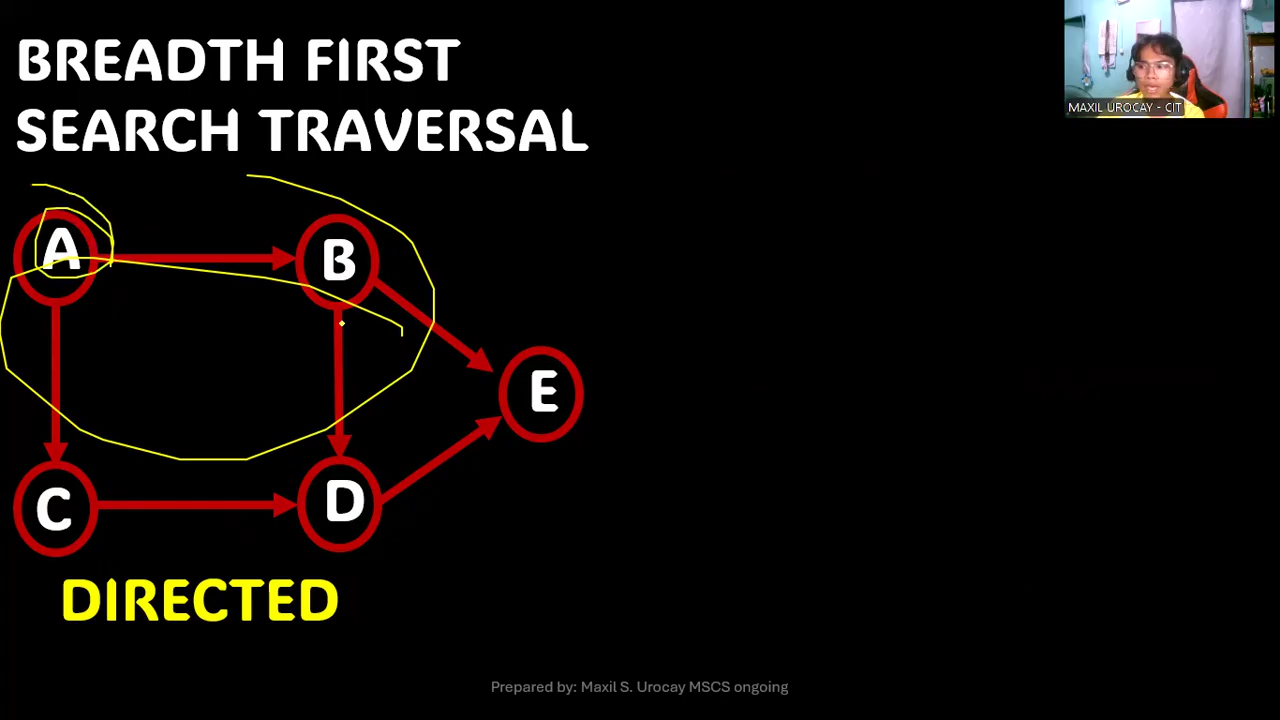 BREADTH FIRST
SEARCH TRAVERSAL
MAXIL UROCAY - CIT
A
B
E
C
D
DIRECTED
Prepared by: Maxil S. Urocay MSCS ongoing